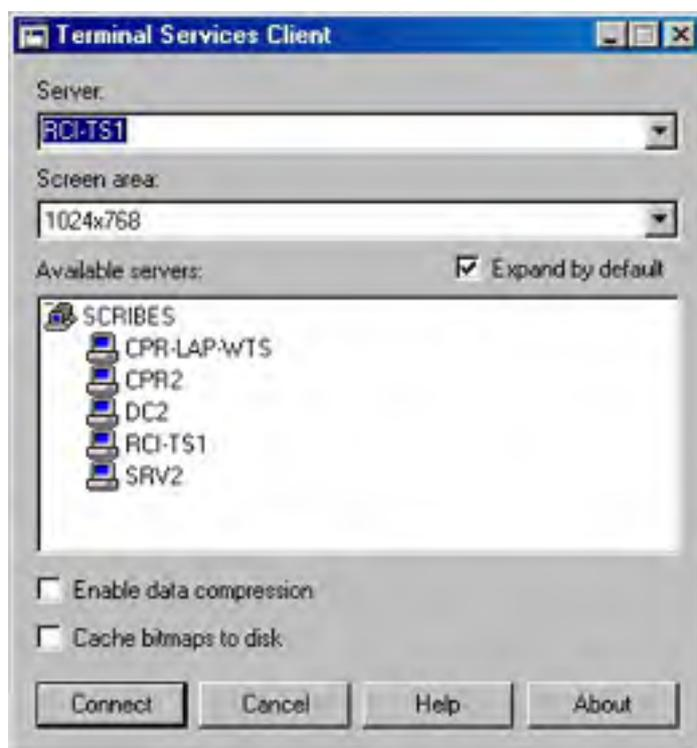 Terminal Services Client
Server:
RCI-TS1
Screen area:
1024x768
Available servers: Expand by default
SCRIBES
CPR-LAP-WTS
CPR2
DC2
RCI-TS1
SRV2
Enable data compression
Cache bitmaps to disk
Connect Cancel Help About